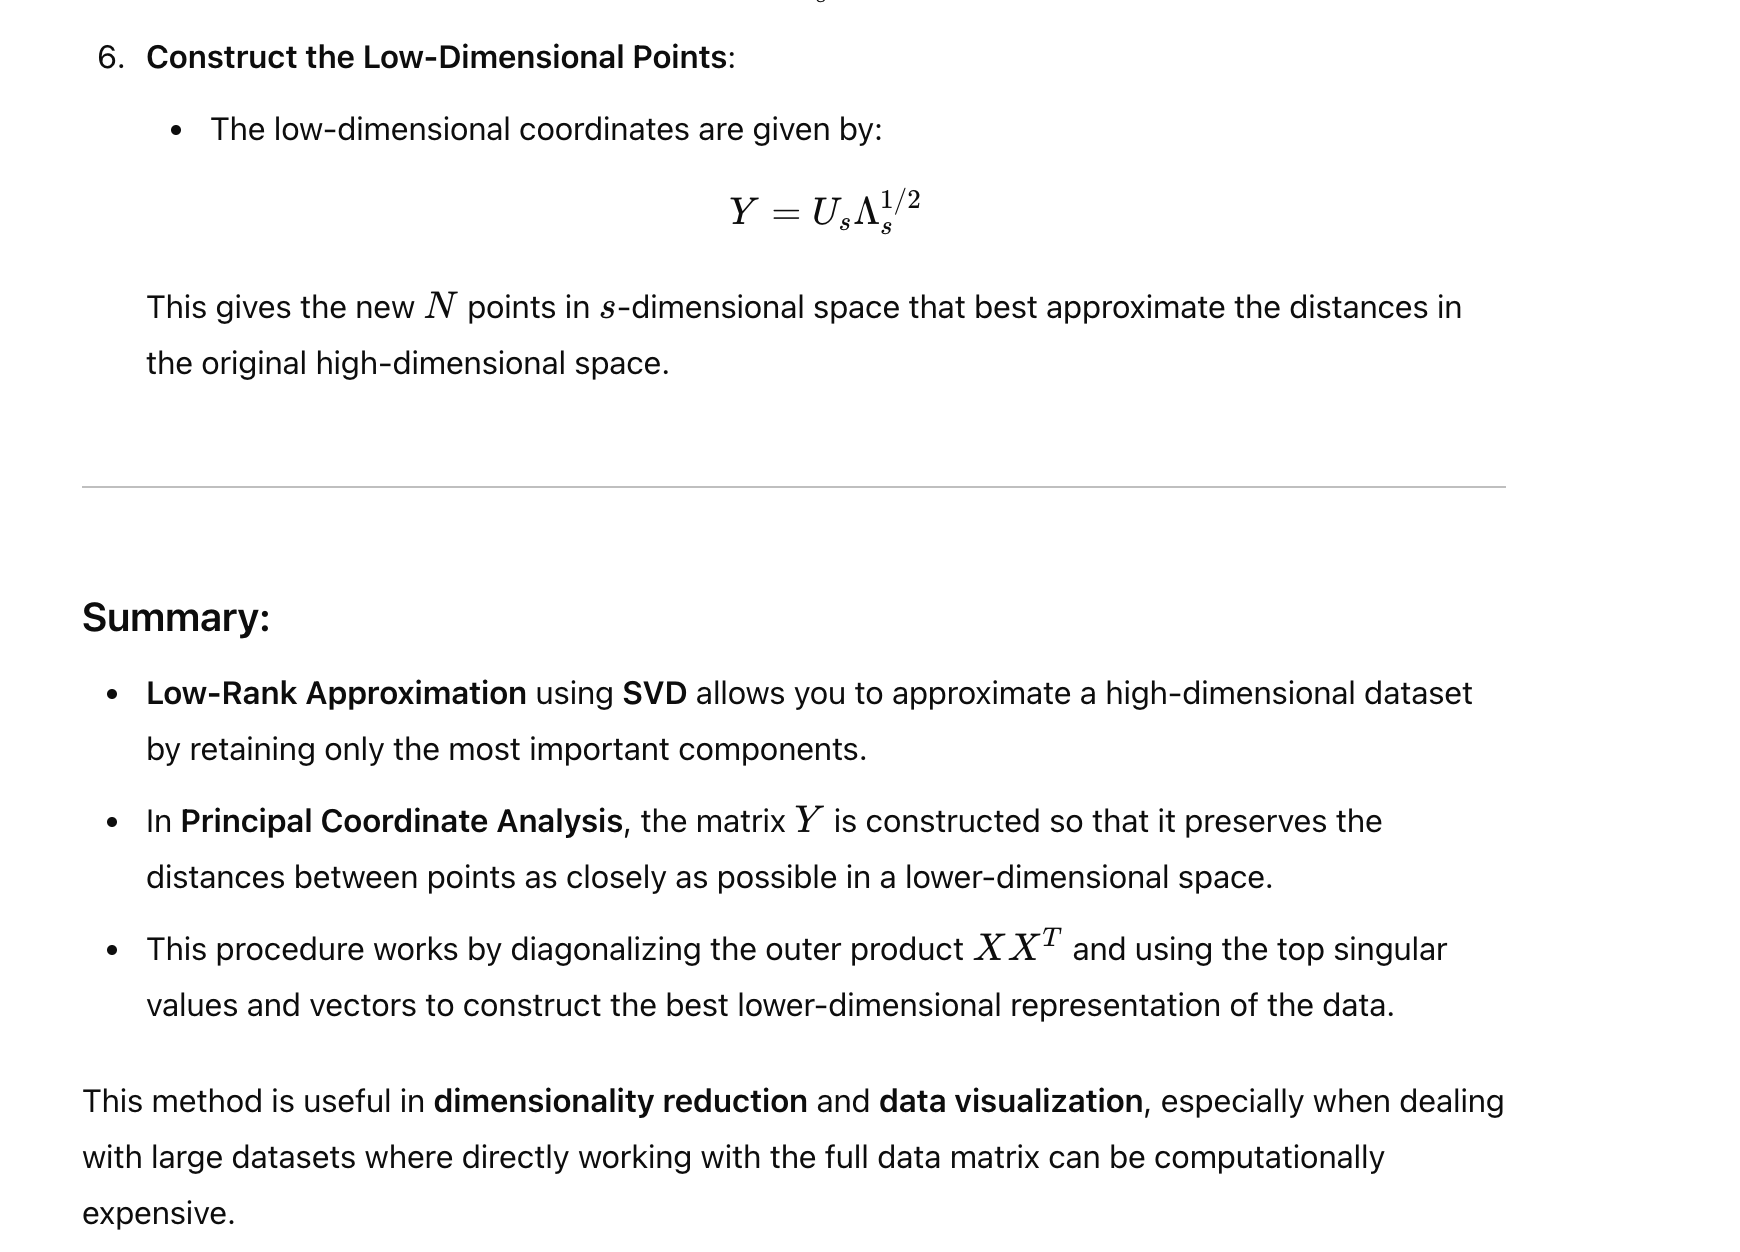 6. Construct the Low-Dimensional Points:
• The low-dimensional coordinates are given by:
Y = U_s Λ_s^{1/2}
This gives the new N points in s-dimensional space that best approximate the distances in
the original high-dimensional space.
Summary:
• Low-Rank Approximation using SVD allows you to approximate a high-dimensional dataset
by retaining only the most important components.
• In Principal Coordinate Analysis, the matrix Y is constructed so that it preserves the
distances between points as closely as possible in a lower-dimensional space.
• This procedure works by diagonalizing the outer product XX^T and using the top singular
values and vectors to construct the best lower-dimensional representation of the data.
This method is useful in dimensionality reduction and data visualization, especially when dealing
with large datasets where directly working with the full data matrix can be computationally
expensive.